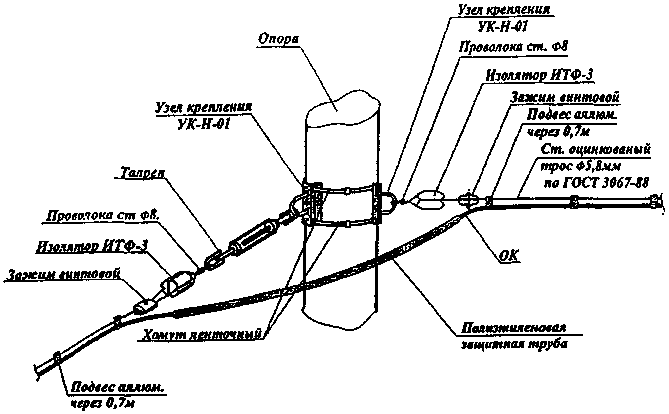 Узел крепления
УК-Н-01
Опора
Проволока ст. Ф8
Изолятор ИТФ-3
Зажим винтовой
Подвес аллюм.
через 0,7м
Ст. оцинкованый
трос Ф5,8мм
по ГОСТ 3067-88
Узел крепления
УК-Н-01
Талреп
Проволока ст Ф8.
Изолятор ИТФ-3
Зажим винтовой
ОК
Хомут ленточный
Полиэтиленовая
защитная труба
Подвес аллюм.
через 0,7м